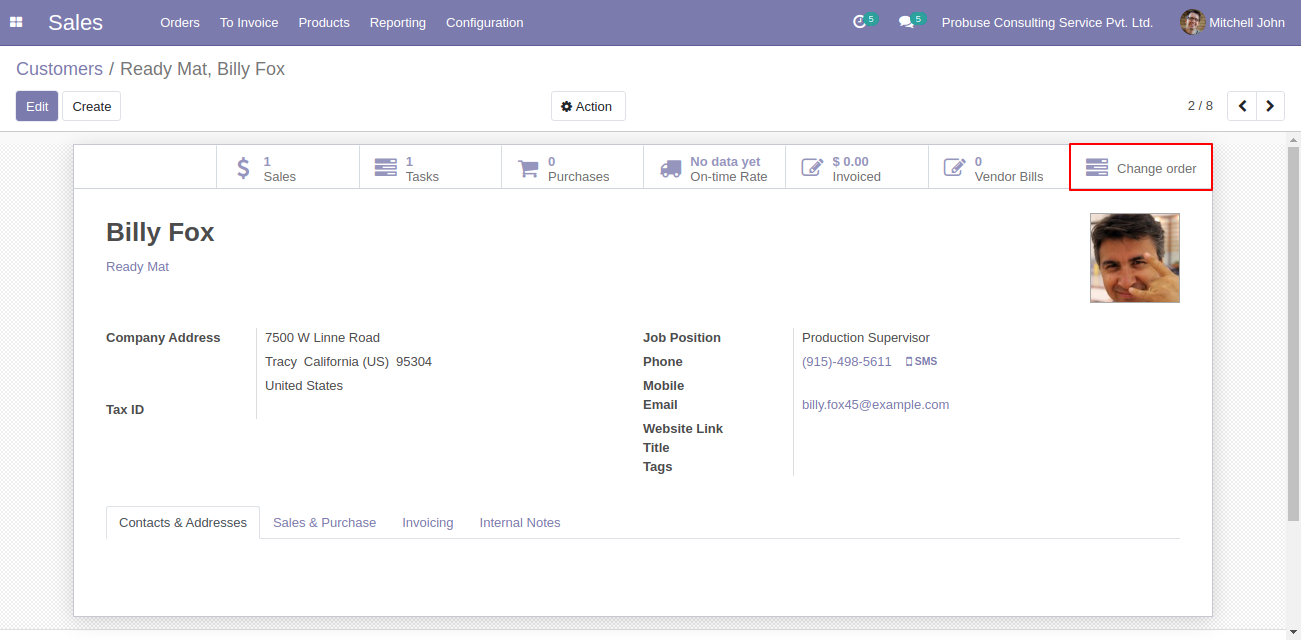 Sales Orders To Invoice Products Reporting Configuration 5 5 Probuse Consulting Service Pvt. Ltd. Mitchell John
Customers / Ready Mat, Billy Fox
Edit Create Action 2 / 8
1 Sales
1 Tasks
0 Purchases
No data yet On-time Rate
$ 0.00 Invoiced
0 Vendor Bills
Change order
Billy Fox
Ready Mat
Company Address 7500 W Linne Road
Tracy California (US) 95304
United States
Tax ID
Job Position Production Supervisor
Phone (915)-498-5611 SMS
Mobile
Email billy.fox45@example.com
Website Link
Title
Tags
Contacts & Addresses Sales & Purchase Invoicing Internal Notes